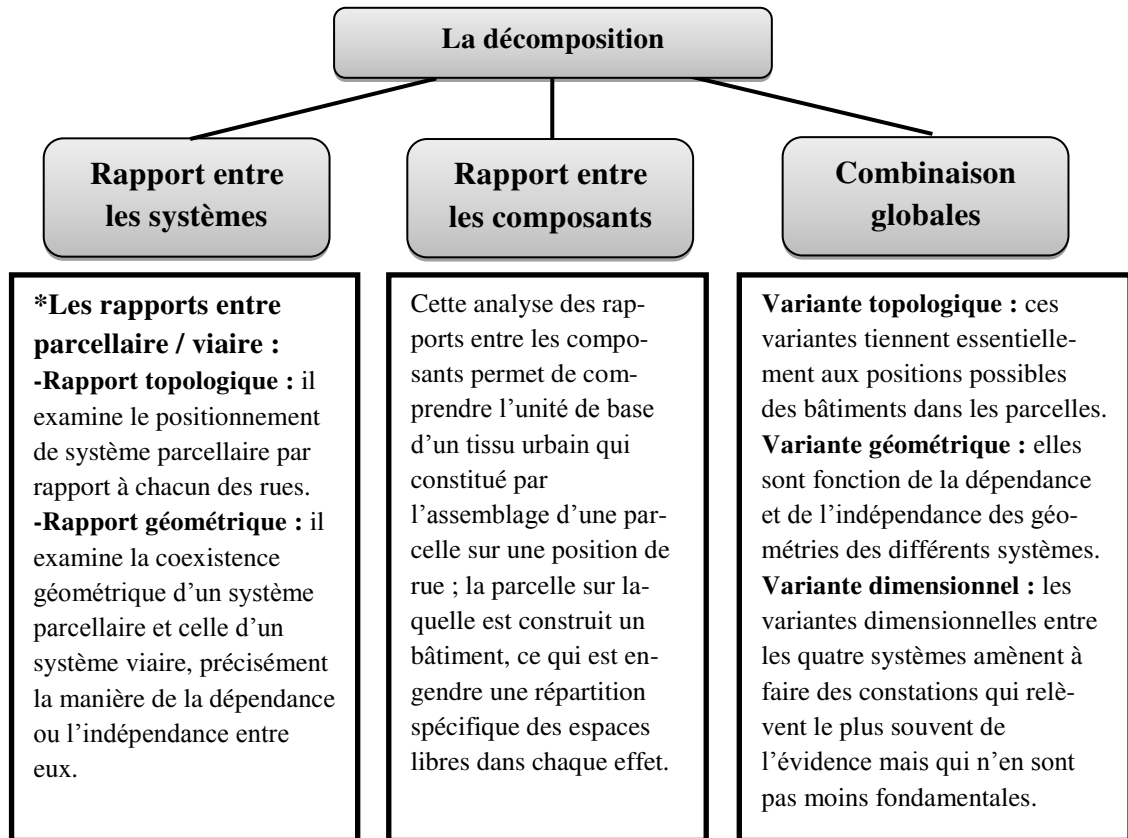 La décomposition
Rapport entre
les systèmes
Rapport entre
les composants
Combinaison
globales
*Les rapports entre
parcellaire / viaire :
-Rapport topologique : il
examine le positionnement
de système parcellaire par
rapport à chacun des rues.
-Rapport géométrique : il
examine la coexistence
géométrique d’un système
parcellaire et celle d’un
système viaire, précisément
la manière de la dépendance
ou l’indépendance entre
eux.
Cette analyse des rap-
ports entre les compo-
sants permet de com-
prendre l’unité de base
d’un tissu urbain qui
constitué par
l’assemblage d’une par-
celle sur une position de
rue ; la parcelle sur la-
quelle est construit un
bâtiment, ce qui est en-
gendre une répartition
spécifique des espaces
libres dans chaque effet.
Variante topologique : ces
variantes tiennent essentielle-
ment aux positions possibles
des bâtiments dans les parcelles.
Variante géométrique : elles
sont fonction de la dépendance
et de l’indépendance des géo-
métries des différents systèmes.
Variante dimensionnel : les
variantes dimensionnelles entre
les quatre systèmes amènent à
faire des constations qui relè-
vent le plus souvent de
l’évidence mais qui n’en sont
pas moins fondamentales.